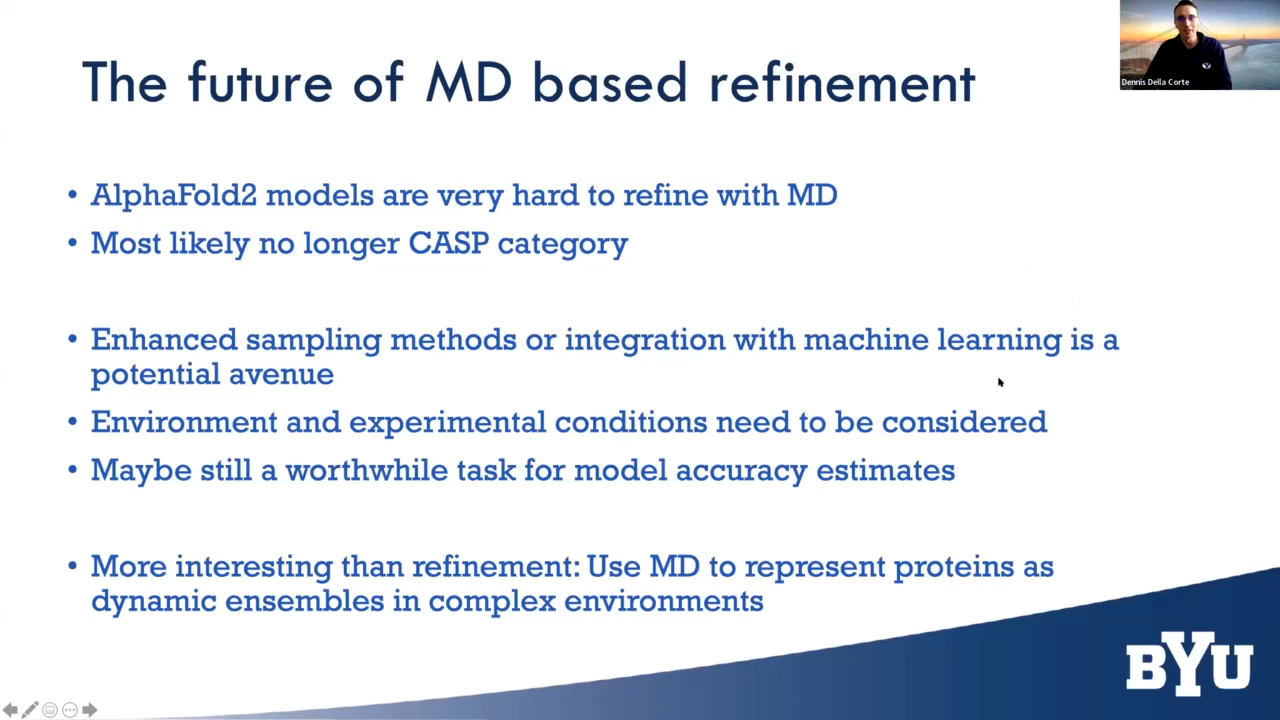 The future of MD based refinement
Dennis Della Corte
• AlphaFold2 models are very hard to refine with MD
• Most likely no longer CASP category
• Enhanced sampling methods or integration with machine learning is a
potential avenue
• Environment and experimental conditions need to be considered
• Maybe still a worthwhile task for model accuracy estimates
• More interesting than refinement: Use MD to represent proteins as
dynamic ensembles in complex environments
BYU